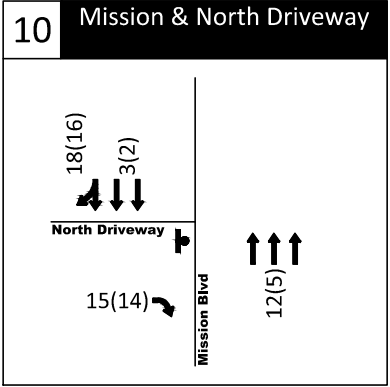 10
Mission & North Driveway
18(16)
3(2)
North Driveway
15(14)
Mission Blvd
12(5)